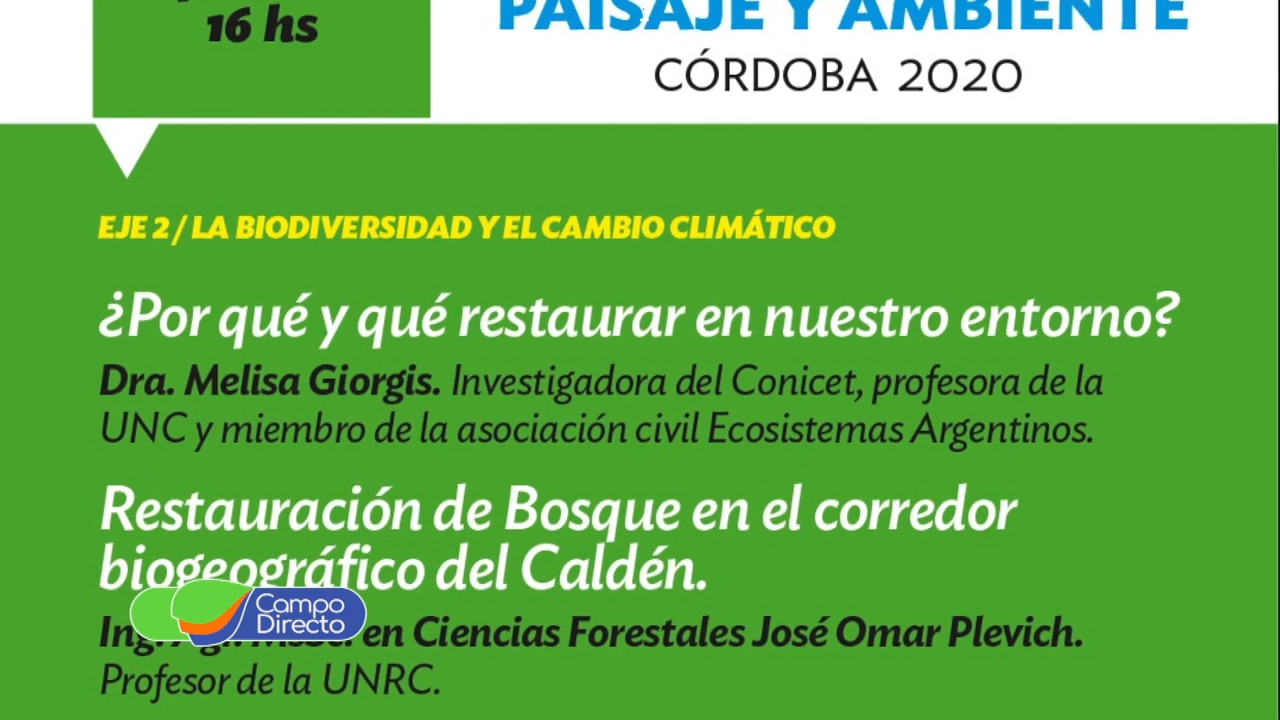 16 hs
PAISAJE Y AMBIENTE
CÓRDOBA 2020
EJE 2 / LA BIODIVERSIDAD Y EL CAMBIO CLIMÁTICO
¿Por qué y qué restaurar en nuestro entorno?
Dra. Melisa Giorgis. Investigadora del Conicet, profesora de la
UNC y miembro de la asociación civil Ecosistemas Argentinos.
Restauración de Bosque en el corredor
biogeográfico del Caldén.
Campo
Directo
en Ciencias Forestales José Omar Plevich.
Profesor de la UNRC.